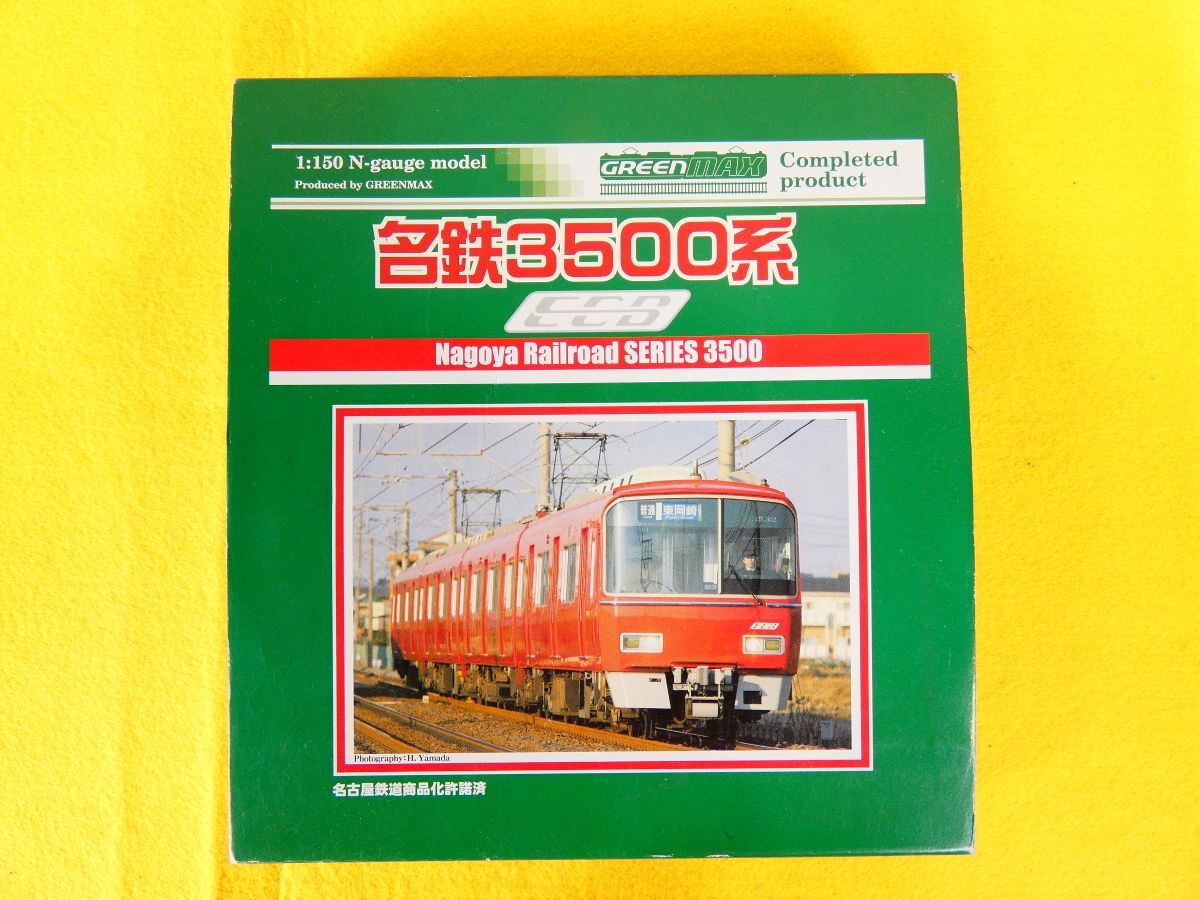 1:150 N-gauge model
Produced by GREENMAX
GREENMAX
Completed
product
名鉄3500系
ECB
Nagoya Railroad SERIES 3500
普通 東岡崎
Photography:H. Yamada
名古屋鉄道商品化許諾済